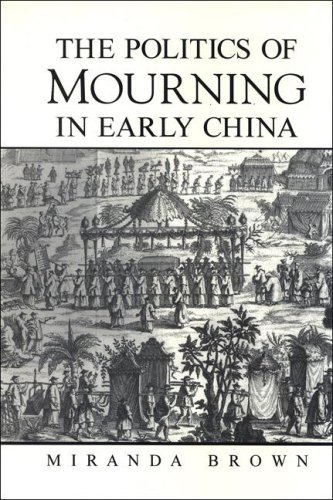 THE POLITICS OF
MOURNING
IN EARLY CHINA
MIRANDA BROWN